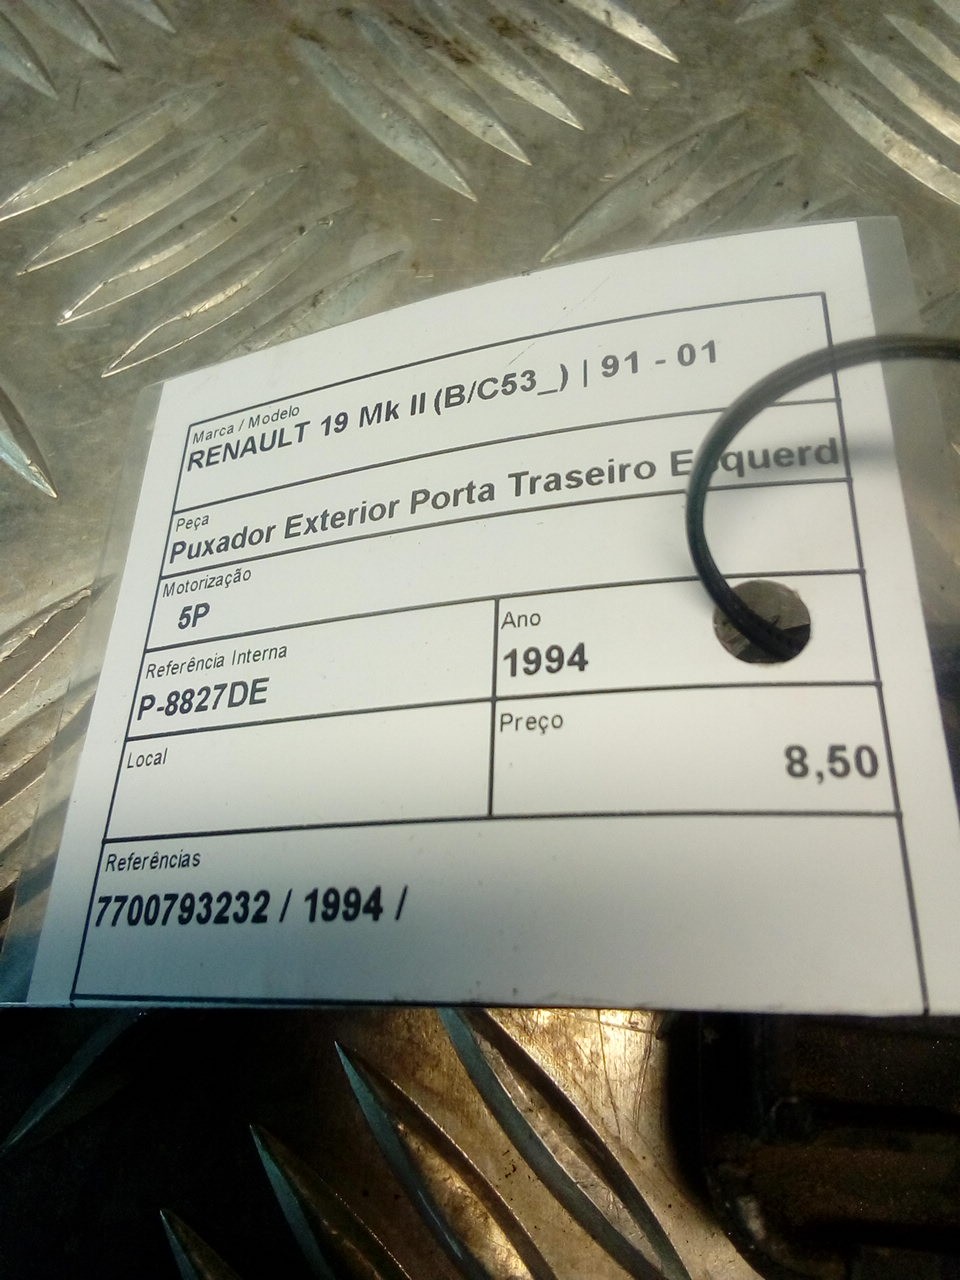 Marca / Modelo
RENAULT 19 Mk II (B/C53_) | 91 - 01
Peça
Puxador Exterior Porta Traseiro Esquerd
Motorização
5P
Referência Interna
P-8827DE
Ano
1994
Local
Preço
8,50
Referências
7700793232 / 1994 /